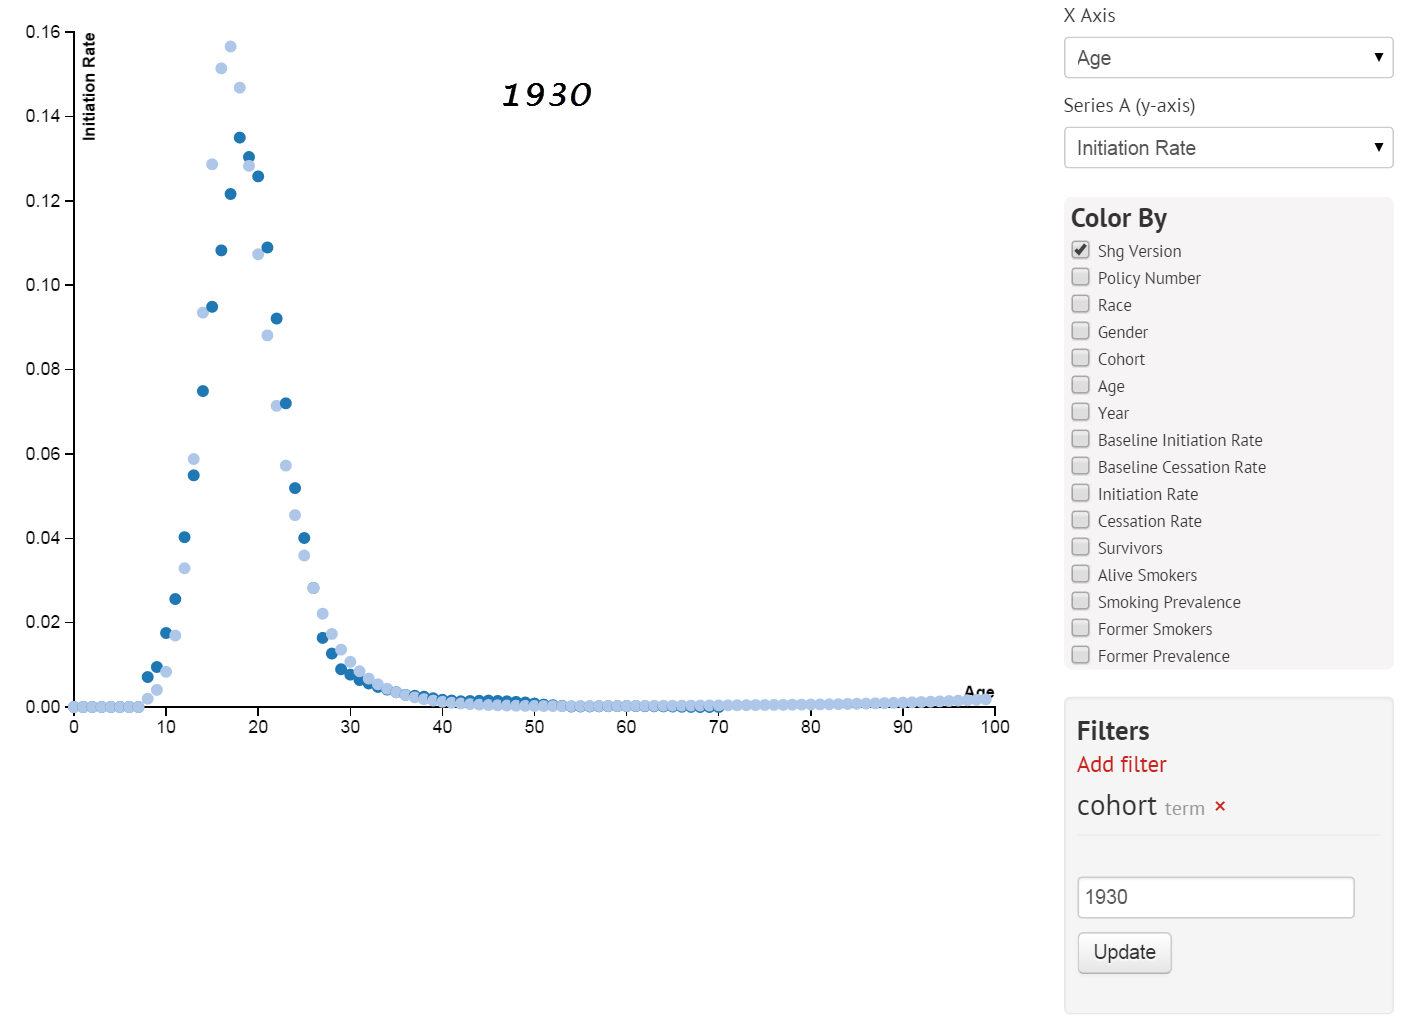 0.16
0.14
0.12
0.10
0.08
0.06
0.04
0.02
0.00
Initiation Rate
1930
Age
0 10 20 30 40 50 60 70 80 90 100
X Axis
Age
Series A (y-axis)
Initiation Rate
Color By
Shg Version
Policy Number
Race
Gender
Cohort
Age
Year
Baseline Initiation Rate
Baseline Cessation Rate
Initiation Rate
Cessation Rate
Survivors
Alive Smokers
Smoking Prevalence
Former Smokers
Former Prevalence
Filters
Add filter
cohort term ×
1930
Update